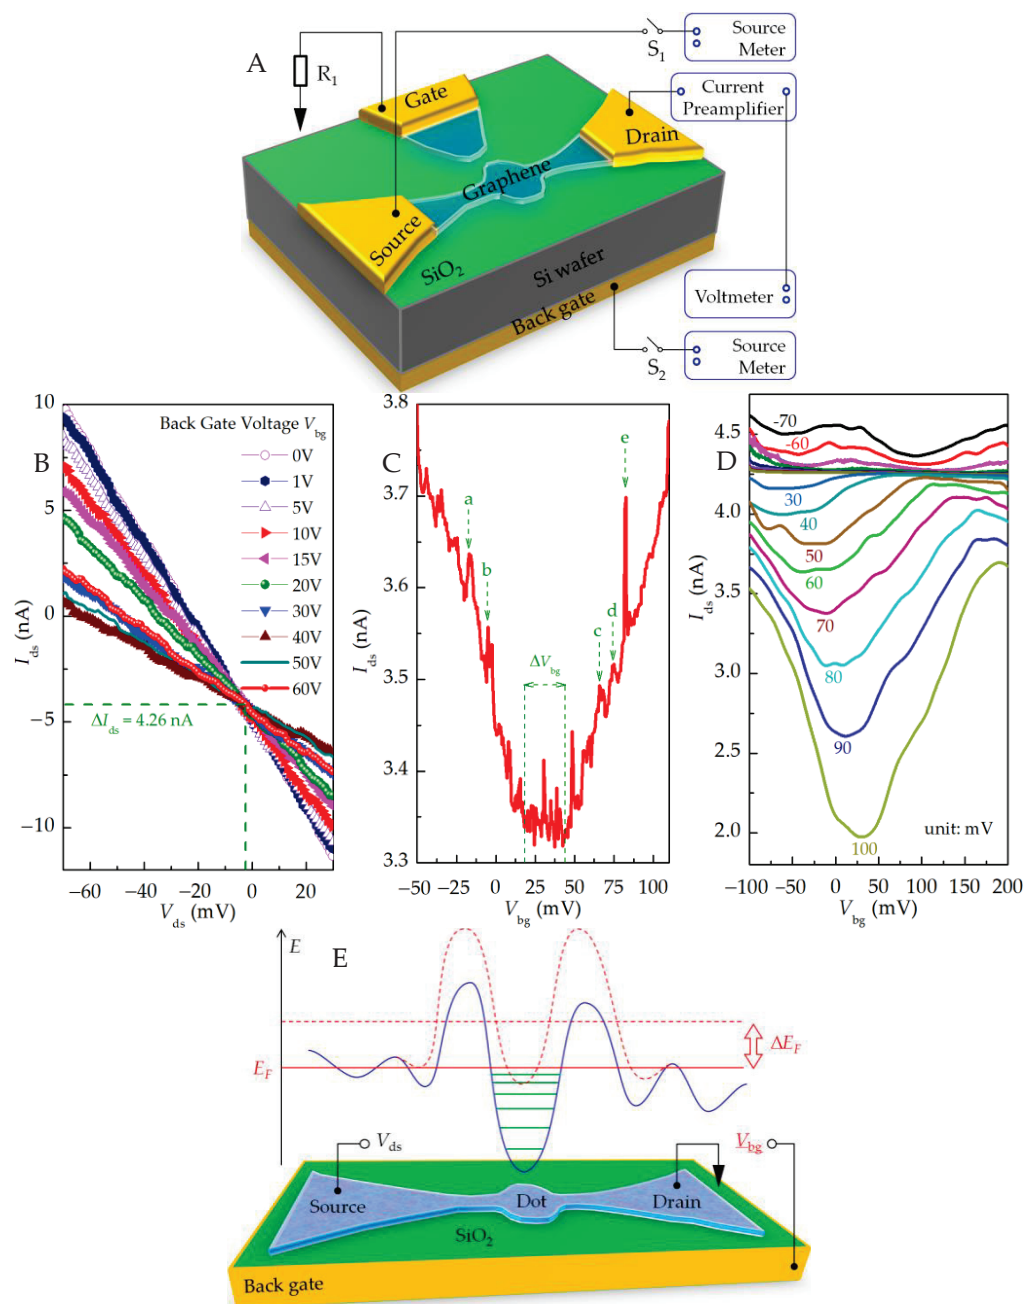 A
R1
Gate
Source
Drain
Graphene
SiO2
Si wafer
Back gate
S1
Source
Meter
Current
Preamplifier
Voltmeter
S2
Source
Meter
B
Back Gate Voltage Vbg
0V
1V
5V
10V
15V
20V
30V
40V
50V
60V
ΔIds = 4.26 nA
10
5
0
−5
−10
Ids (nA)
−60
−40
−20
0
20
Vds (mV)
C
a
b
c
d
e
ΔVbg
3.8
3.7
3.6
3.5
3.4
3.3
Ids (nA)
−50
−25
0
25
50
75
100
Vbg (mV)
D
-70
-60
30
40
50
60
70
80
90
100
unit: mV
4.5
4.0
3.5
3.0
2.5
2.0
Ids (nA)
−100
−50
0
50
100
150
200
Vbg (mV)
E
E
EF
ΔEF
Vds
Vbg
Source
Dot
Drain
SiO2
Back gate